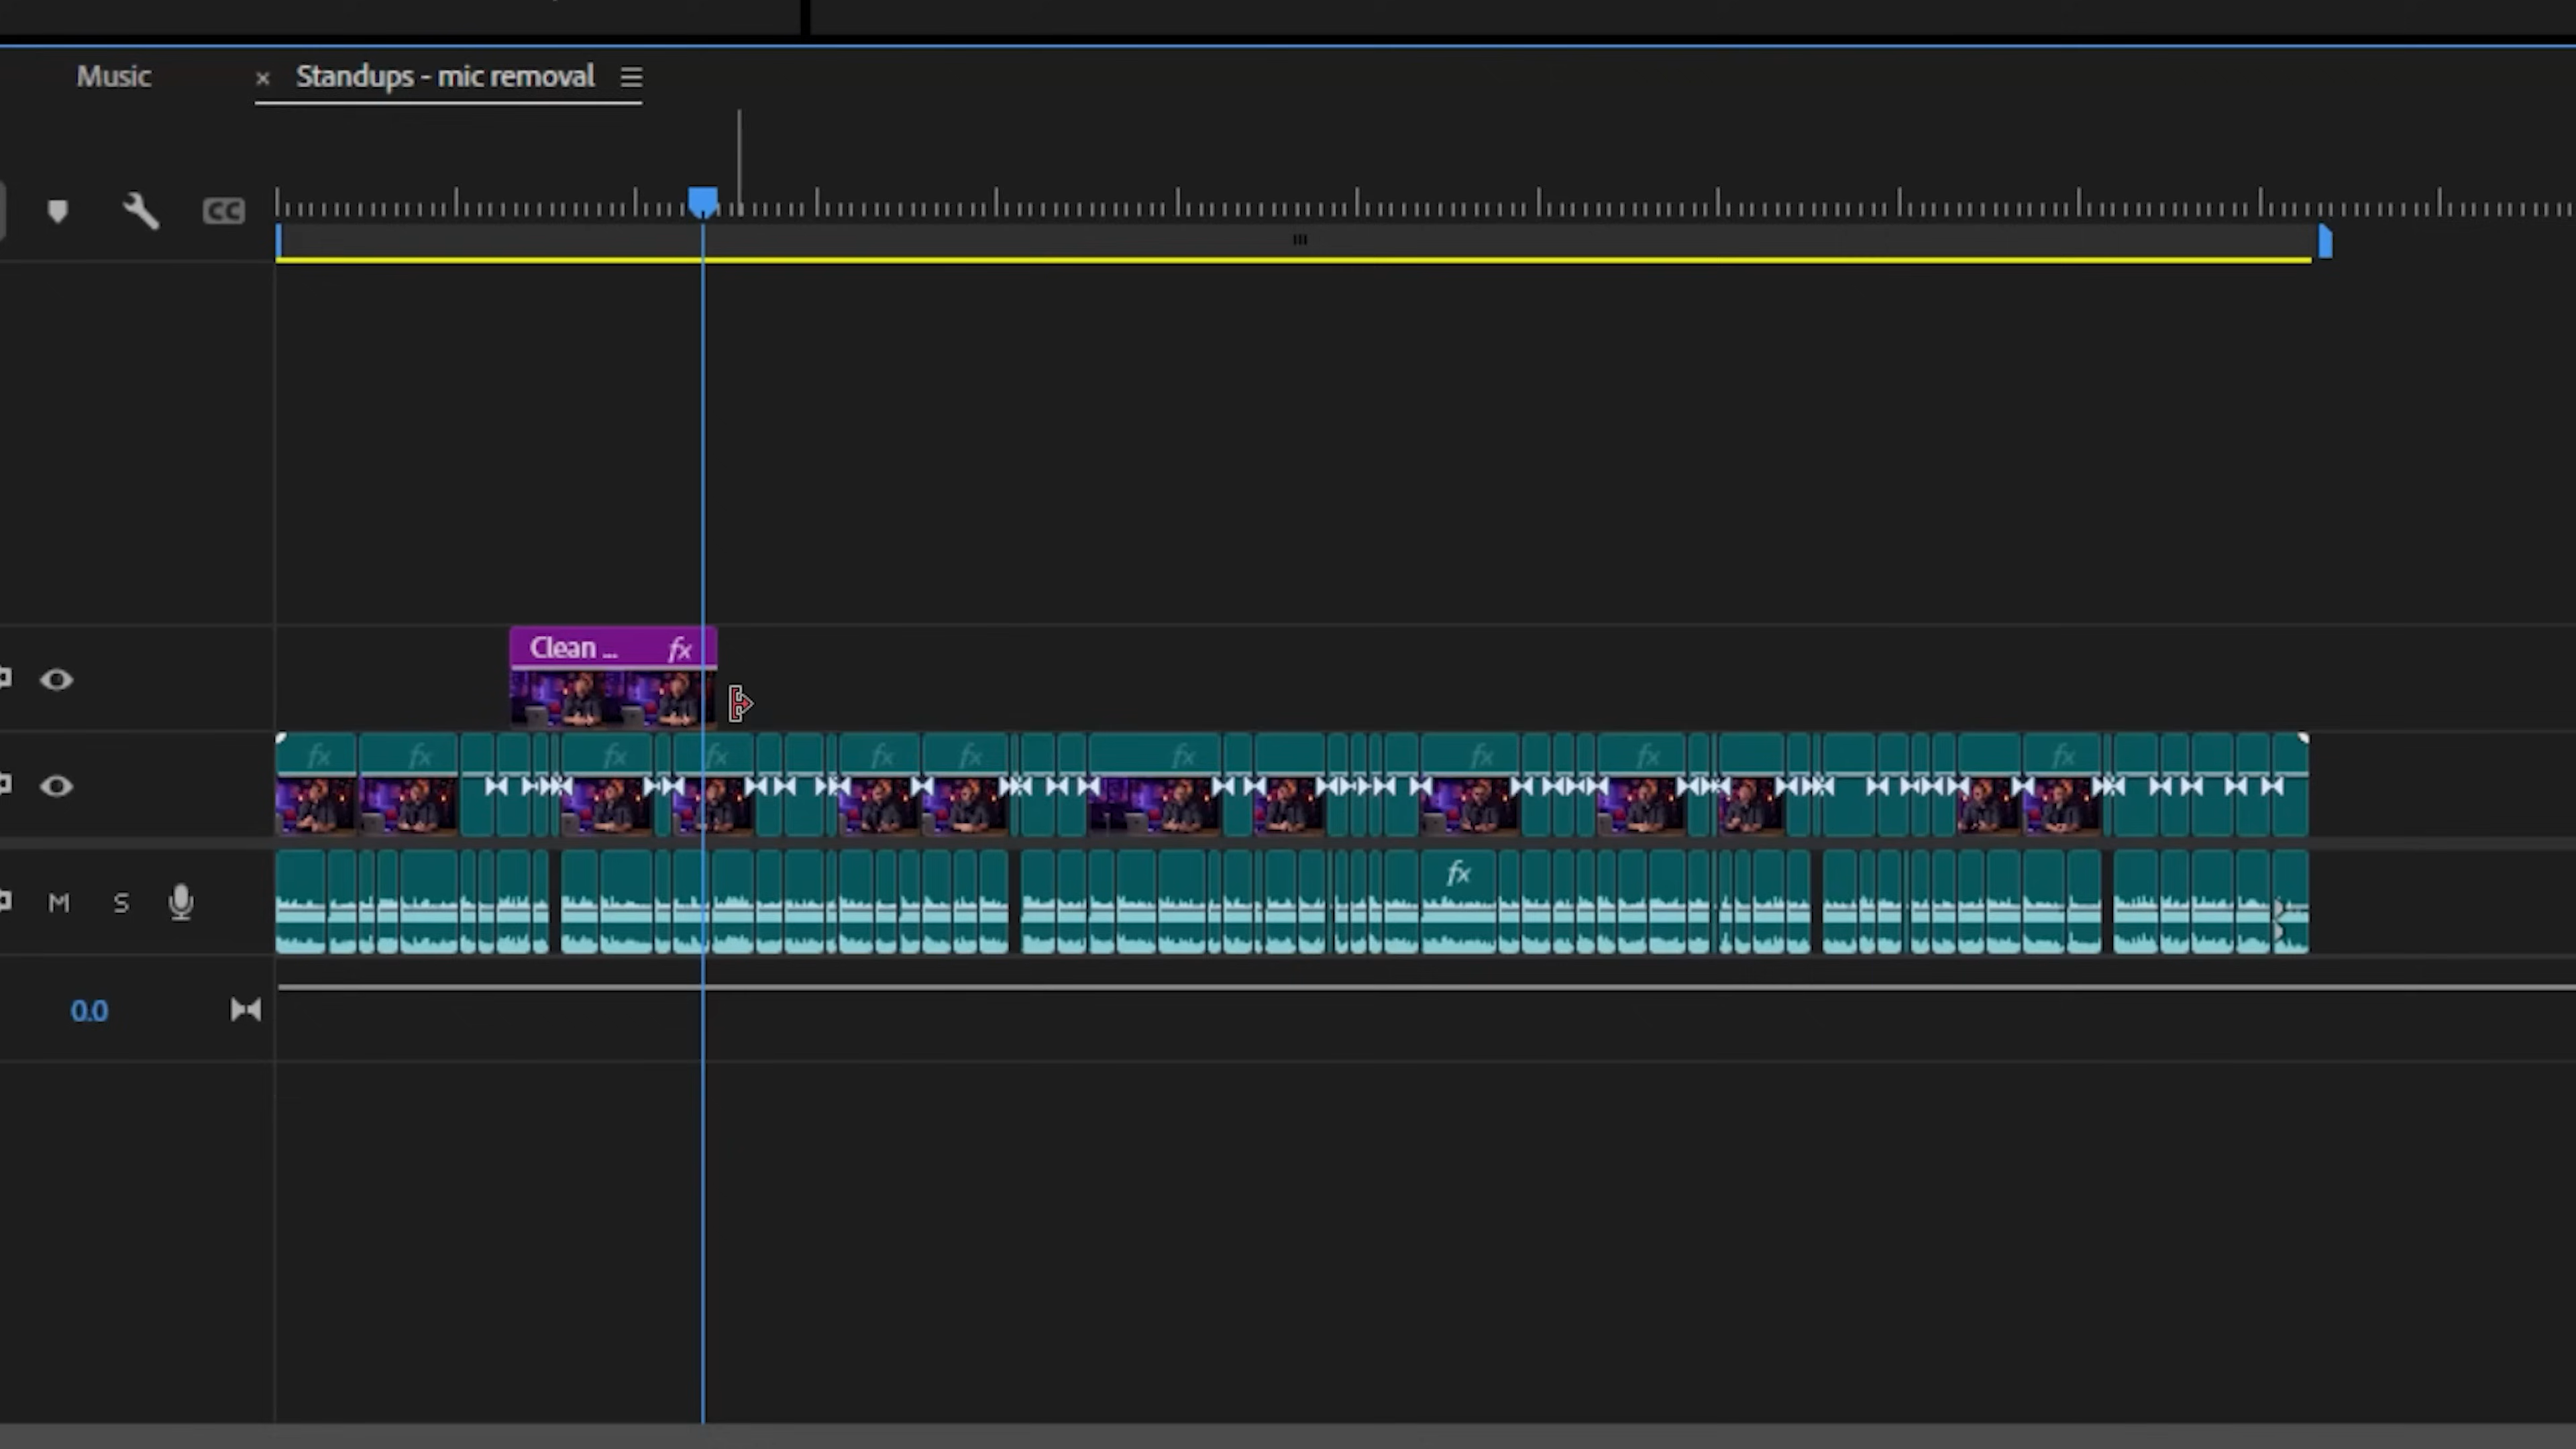 Music
× Standups - mic removal
CC
Clean ... fx
fx fx fx fx fx fx fx fx fx fx
fx
M S
0.0